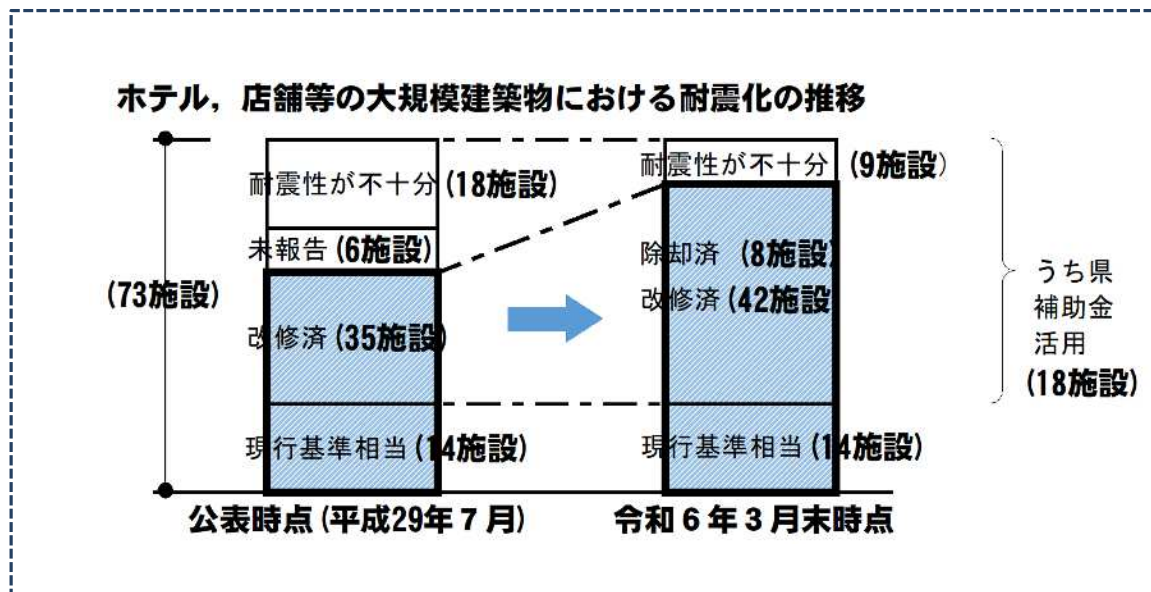 ホテル，店舗等の大規模建築物における耐震化の推移
耐震性が不十分(18施設)
未報告(6施設)
(73施設)
改修済(35施設)
現行基準相当(14施設)
公表時点(平成29年７月)
耐震性が不十分(9施設)
除却済(8施設)
改修済(42施設
現行基準相当(14施設)
令和６年３月末時点
うち県
補助金
活用
(18施設)